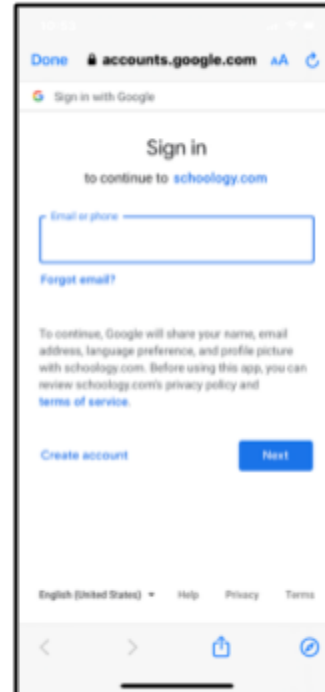 Done accounts.google.com AA
Sign in with Google
Sign in
to continue to schoology.com
Email or phone
Forgot email?
To continue, Google will share your name, email
address, language preference, and profile picture
with schoology.com. Before using this app, you can
review schoology.com's privacy policy and
terms of service.
Create account Next
English (United States) Help Privacy Terms